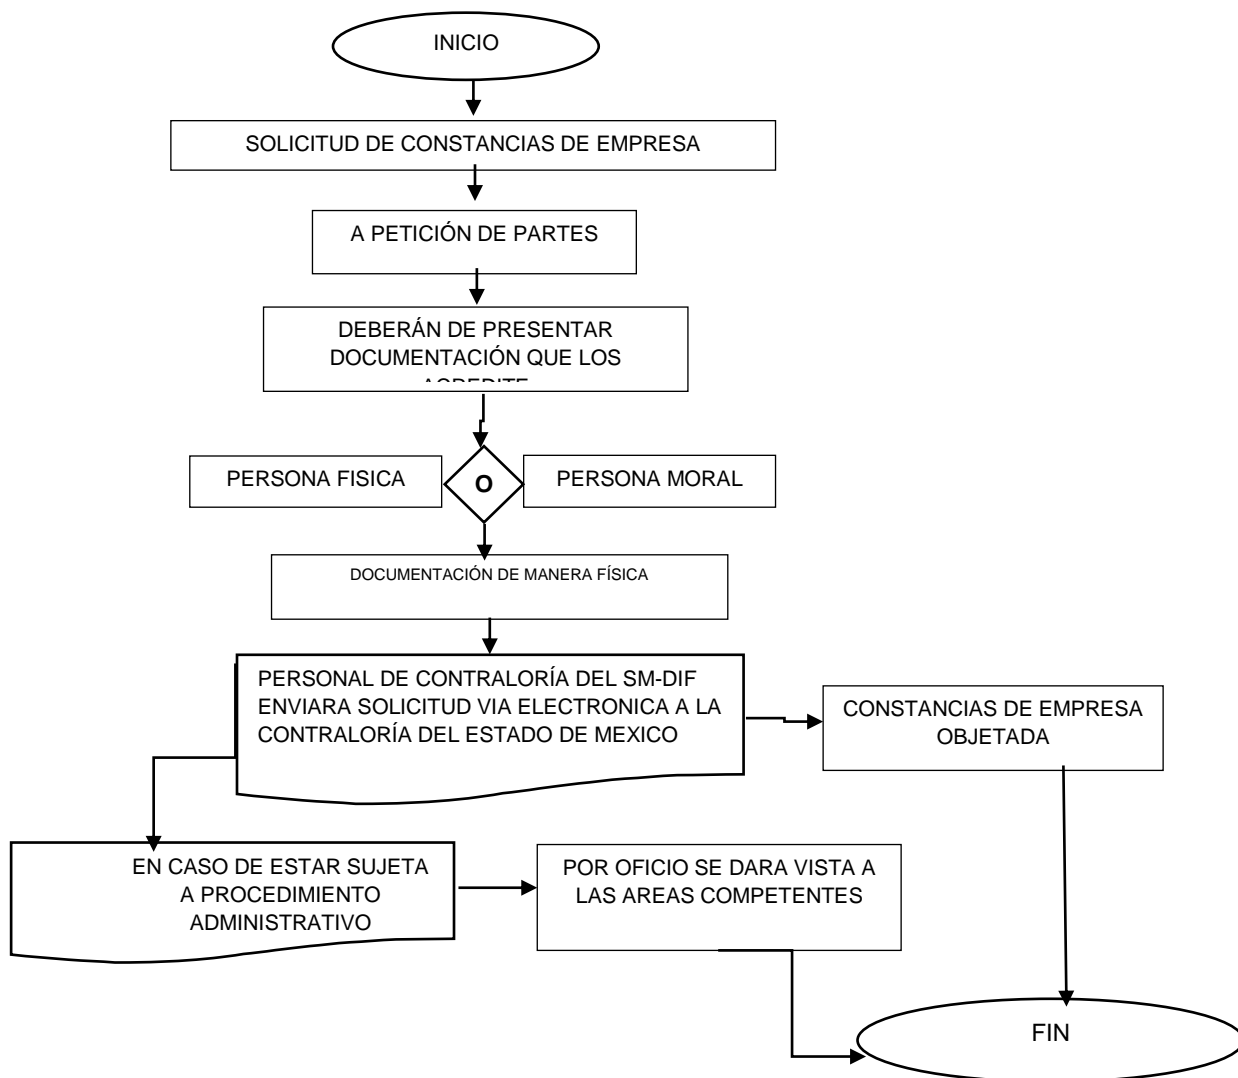 INICIO
SOLICITUD DE CONSTANCIAS DE EMPRESA
A PETICIÓN DE PARTES
DEBERÁN DE PRESENTAR
DOCUMENTACIÓN QUE LOS
PERSONA FISICA
O
PERSONA MORAL
DOCUMENTACIÓN DE MANERA FÍSICA
PERSONAL DE CONTRALORÍA DEL SM-DIF
ENVIARA SOLICITUD VIA ELECTRONICA A LA
CONTRALORÍA DEL ESTADO DE MEXICO
CONSTANCIAS DE EMPRESA
OBJETADA
EN CASO DE ESTAR SUJETA
A PROCEDIMIENTO
ADMINISTRATIVO
POR OFICIO SE DARA VISTA A
LAS AREAS COMPETENTES
FIN